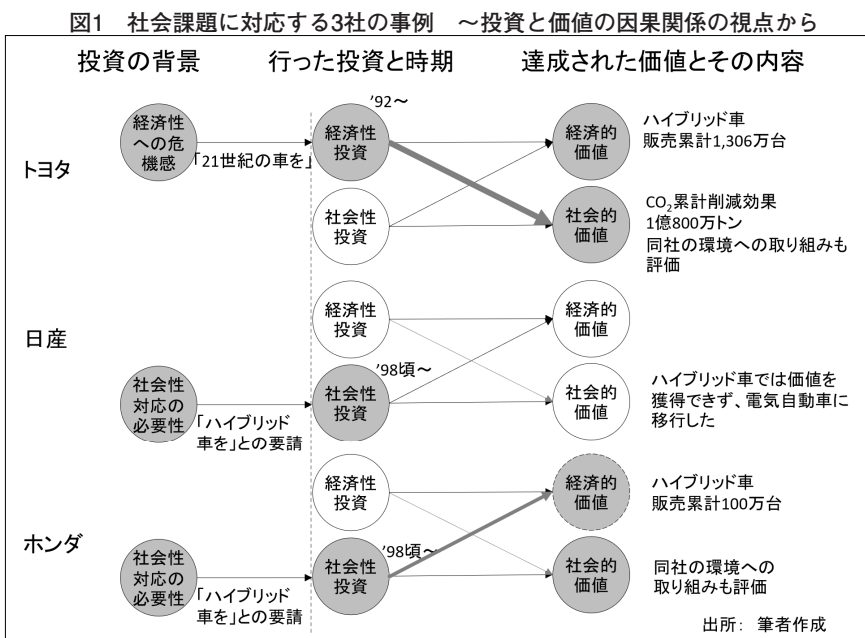 図1　社会課題に対応する3社の事例　～投資と価値の因果関係の視点から
投資の背景　行った投資と時期　達成された価値とその内容
トヨタ
経済性
への危
機感
「21世紀の車を」
’92～
経済性
投資
社会性
投資
経済的
価値
ハイブリッド車
販売累計1,306万台
社会的
価値
CO₂累計削減効果
1億800万トン
同社の環境への取り組みも
評価
日産
社会性
対応の
必要性
「ハイブリッド
車を」との要請
経済性
投資
’98頃～
社会性
投資
経済的
価値
社会的
価値
ハイブリッド車では価値を
獲得できず、電気自動車に
移行した
ホンダ
社会性
対応の
必要性
「ハイブリッド
車を」との要請
経済性
投資
’98頃～
社会性
投資
経済的
価値
ハイブリッド車
販売累計100万台
社会的
価値
同社の環境への
取り組みも評価
出所：　筆者作成